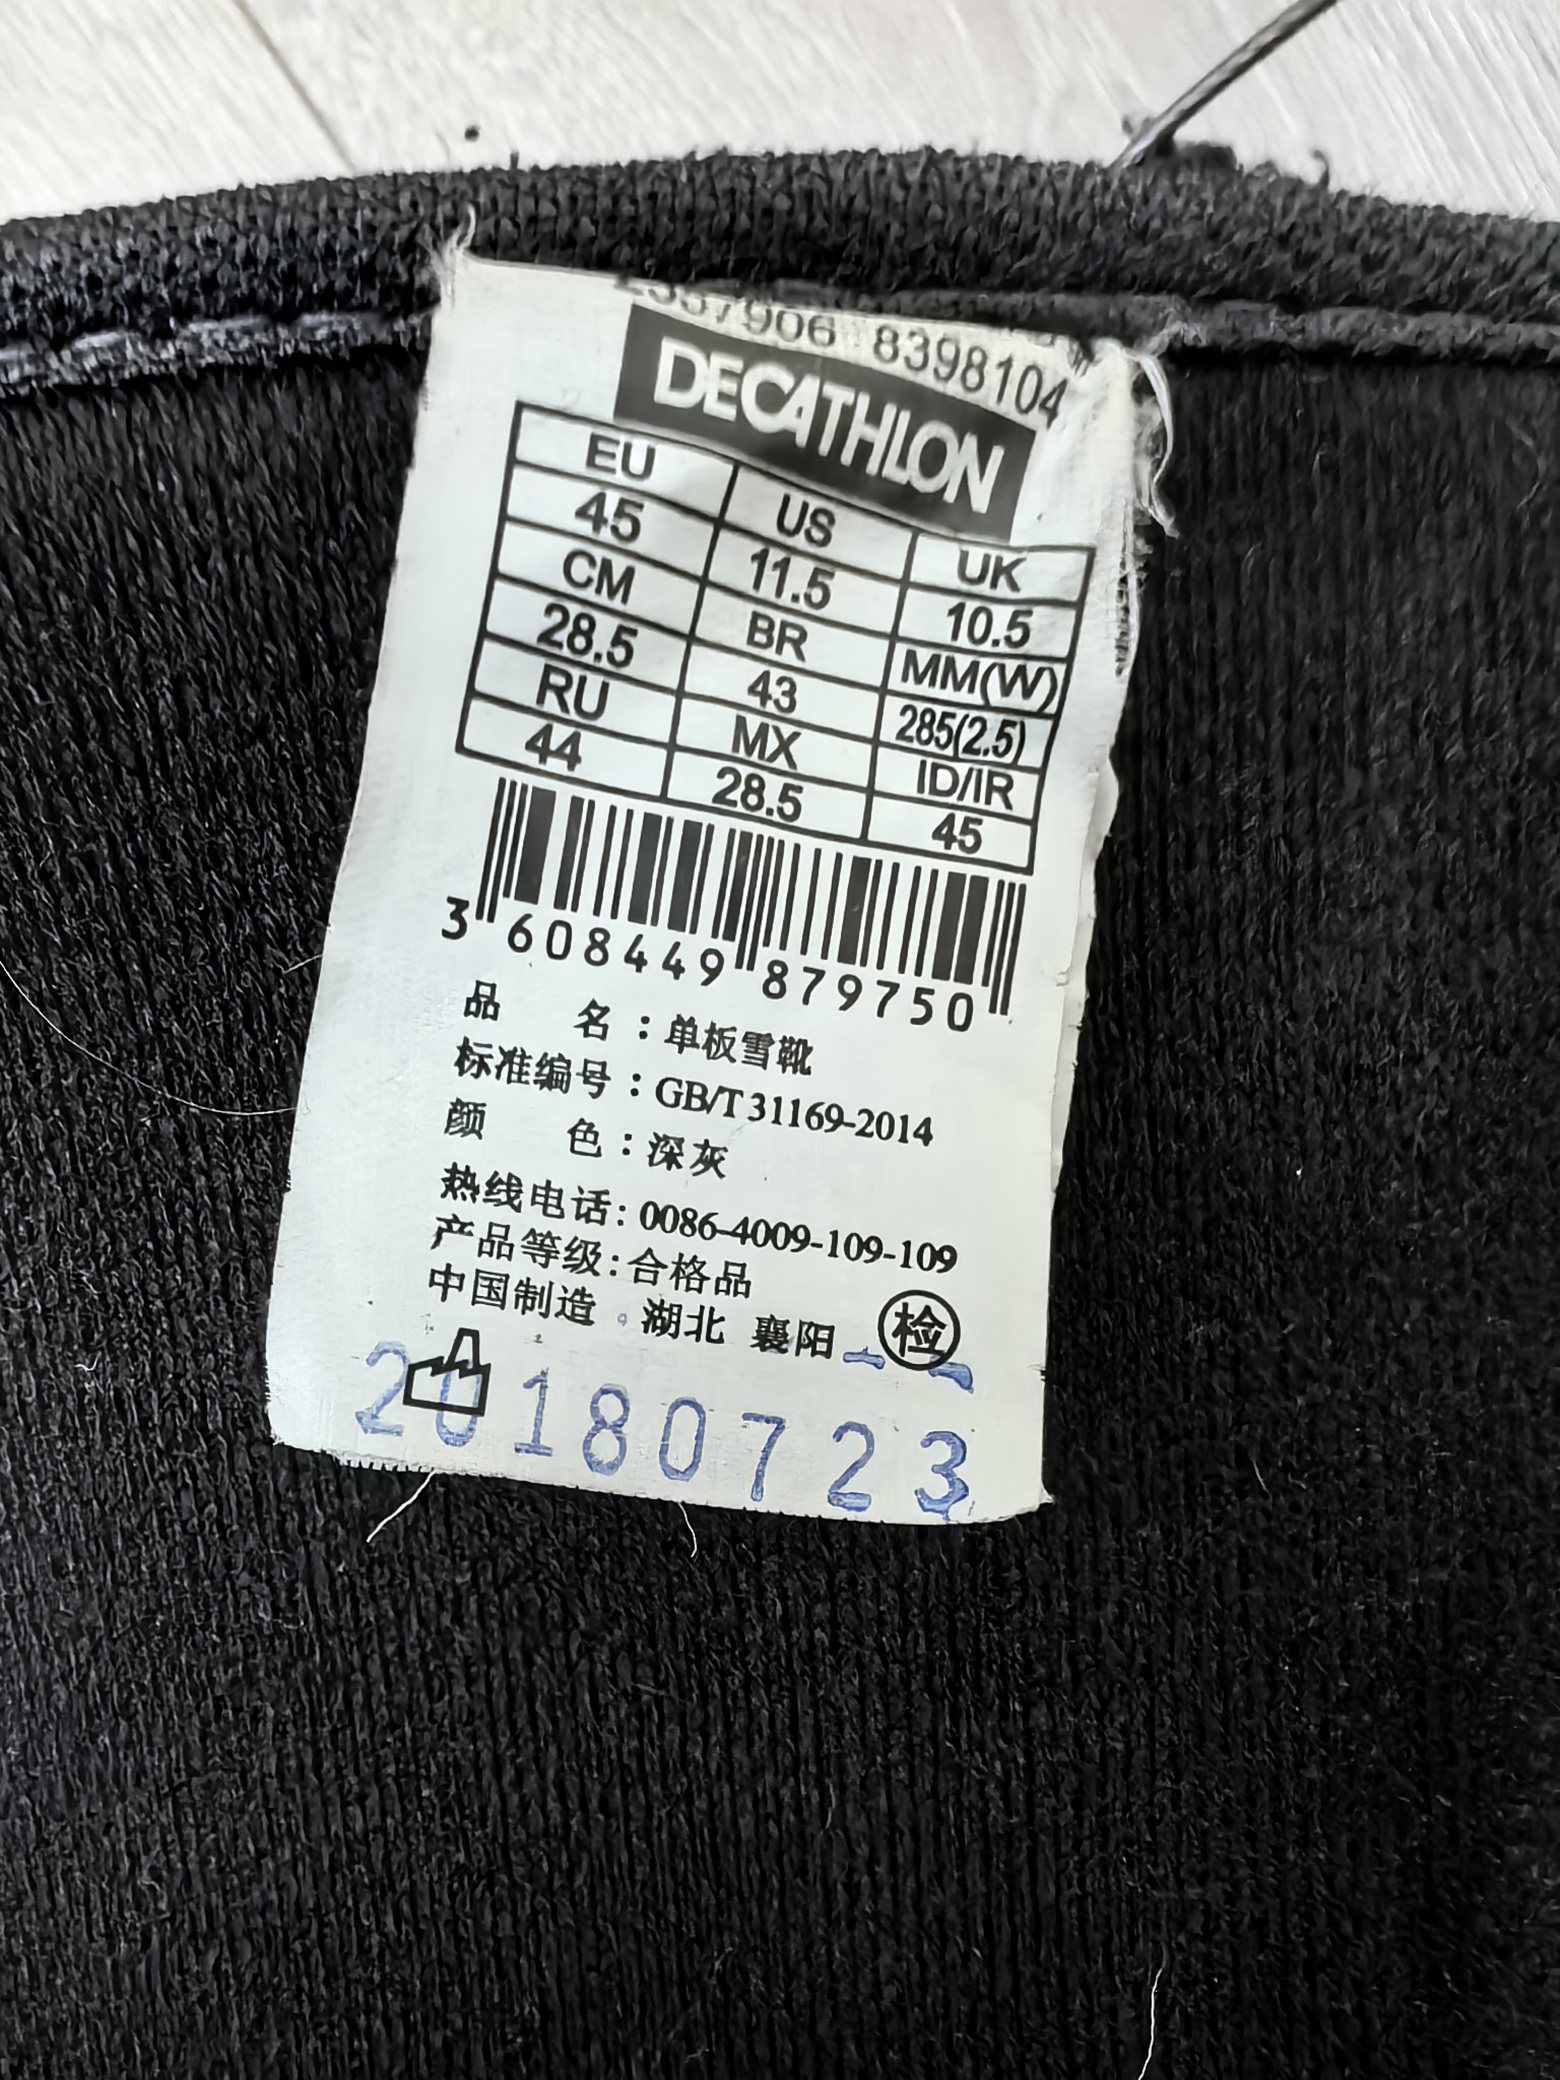 8398104
DECATHLON
EU US UK
45 11.5 10.5
CM BR MM(W)
28.5 43 285(2.5)
RU MX ID/IR
44 28.5 45
3 608449 879750
品 名：单板雪靴
标准编号：GB/T 31169-2014
颜 色：深灰
热线电话：0086-4009-109-109
产品等级：合格品
中国制造 湖北 襄阳 检
20180723